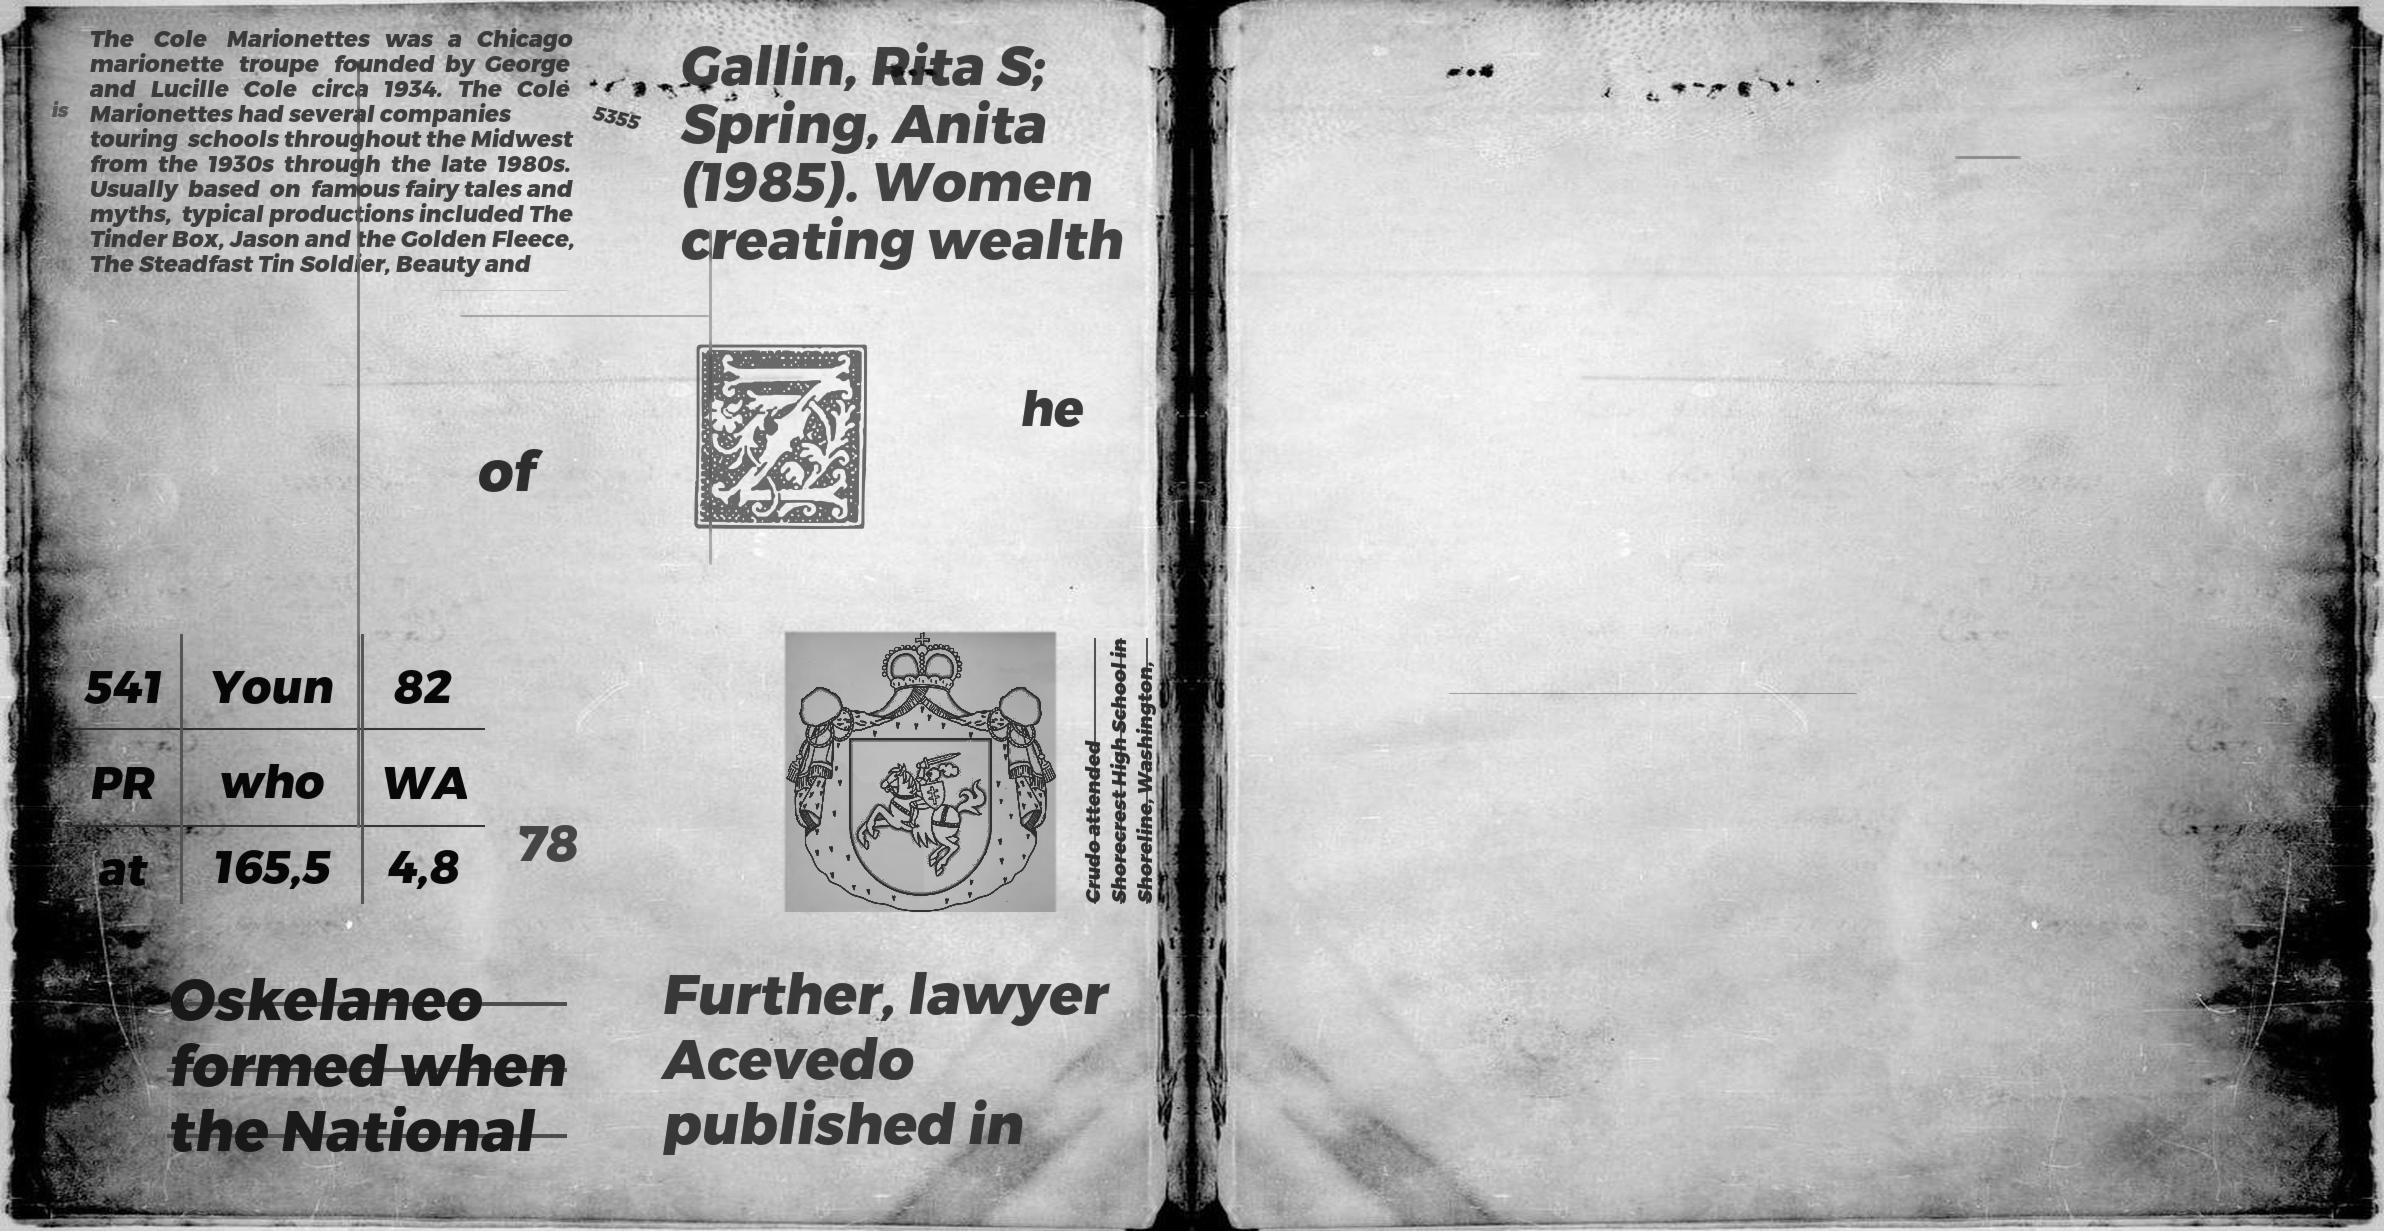 The Cole Marionettes was a Chicago
marionette troupe founded by George
and Lucille Cole circa 1934. The Cole
Marionettes had several companies
touring schools throughout the Midwest
from the 1930s through the late 1980s.
Usually based on famous fairy tales and
myths, typical productions included The
Tinder Box, Jason and the Golden Fleece,
The Steadfast Tin Soldier, Beauty and
is
5355
Gallin, Rita S;
Spring, Anita
(1985). Women
creating wealth
of
Z
he
541 Youn 82
PR who WA
at 165,5 4,8
78
Crudo attended
Shorecrest High School in
Shoreline, Washington,
Oskelaneo
formed when
the National
Further, lawyer
Acevedo
published in